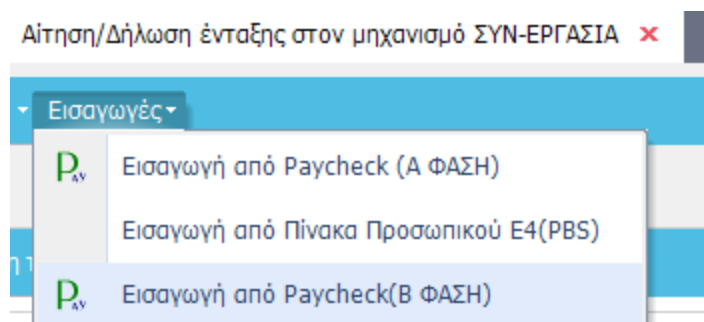 Αίτηση/Δήλωση ένταξης στον μηχανισμό ΣΥΝ-ΕΡΓΑΣΙΑ
Εισαγωγές
Εισαγωγή από Paycheck (Α ΦΑΣΗ)
Εισαγωγή από Πίνακα Προσωπικού Ε4(PBS)
Εισαγωγή από Paycheck(Β ΦΑΣΗ)